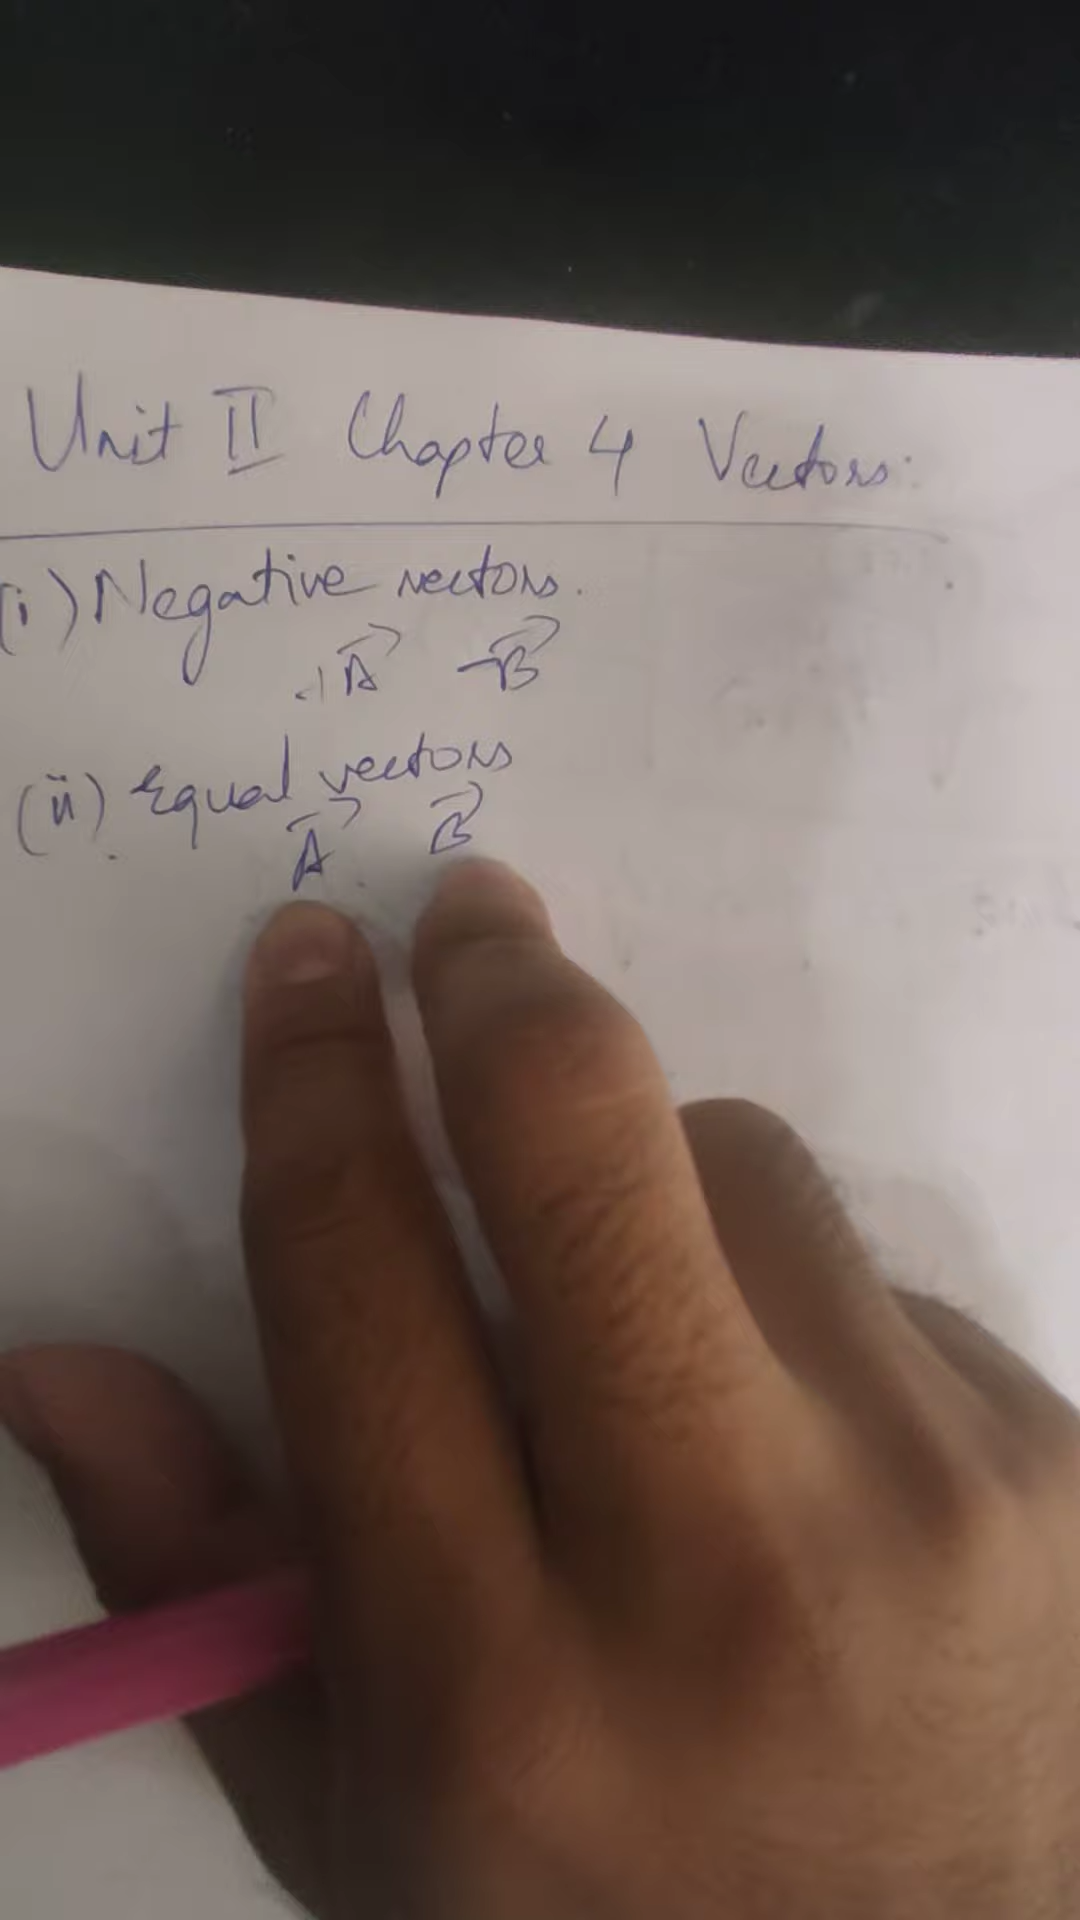 Unit II Chapter 4 Vectors:
(i) Negative vectors.
A⃗ -B⃗
(ii) Equal vectors
A⃗ B⃗